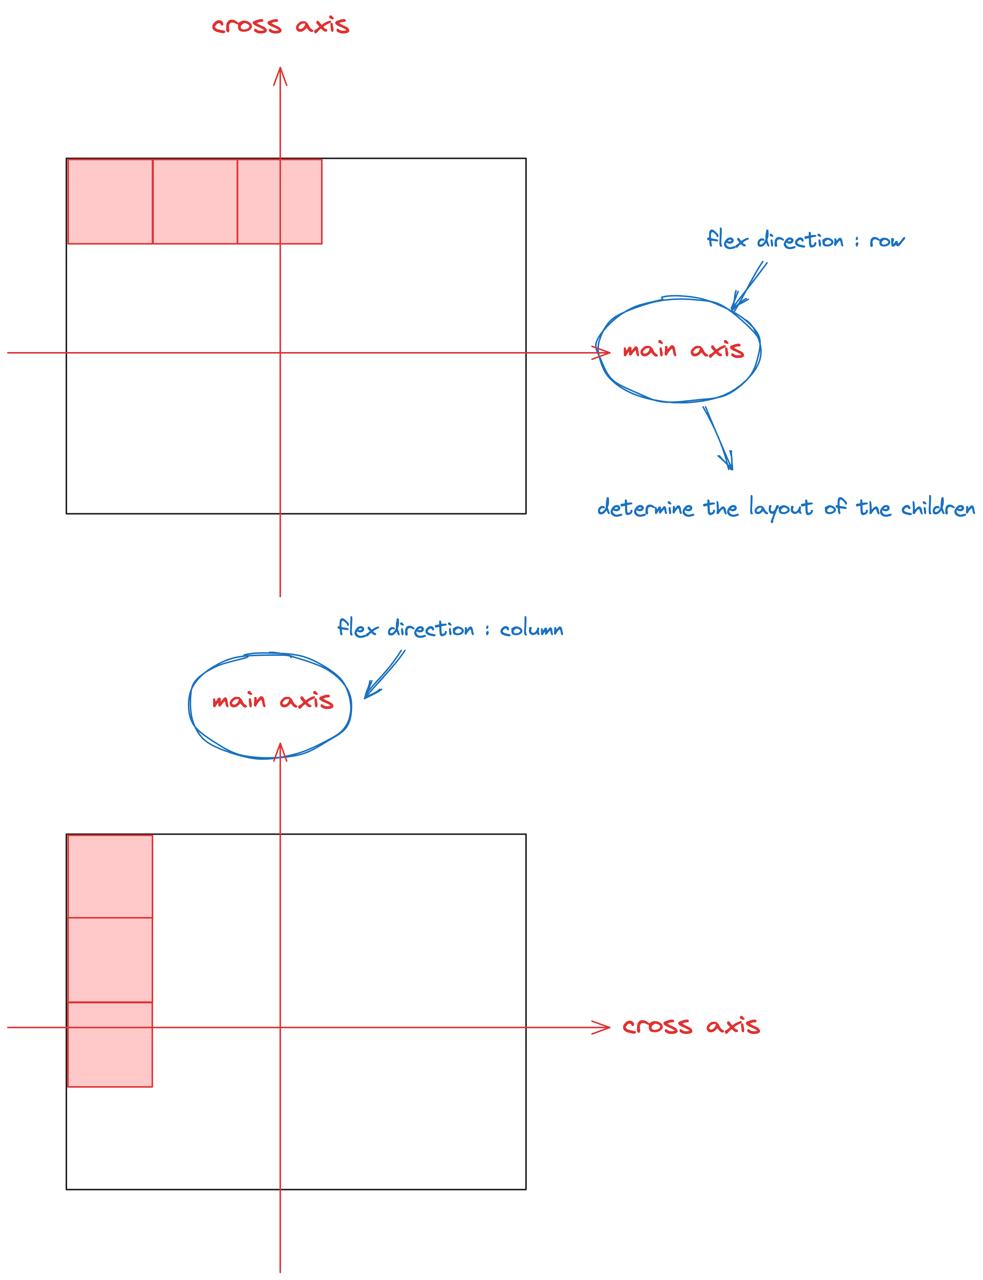 cross axis
flex direction : row
main axis
determine the layout of the children
flex direction : column
main axis
cross axis